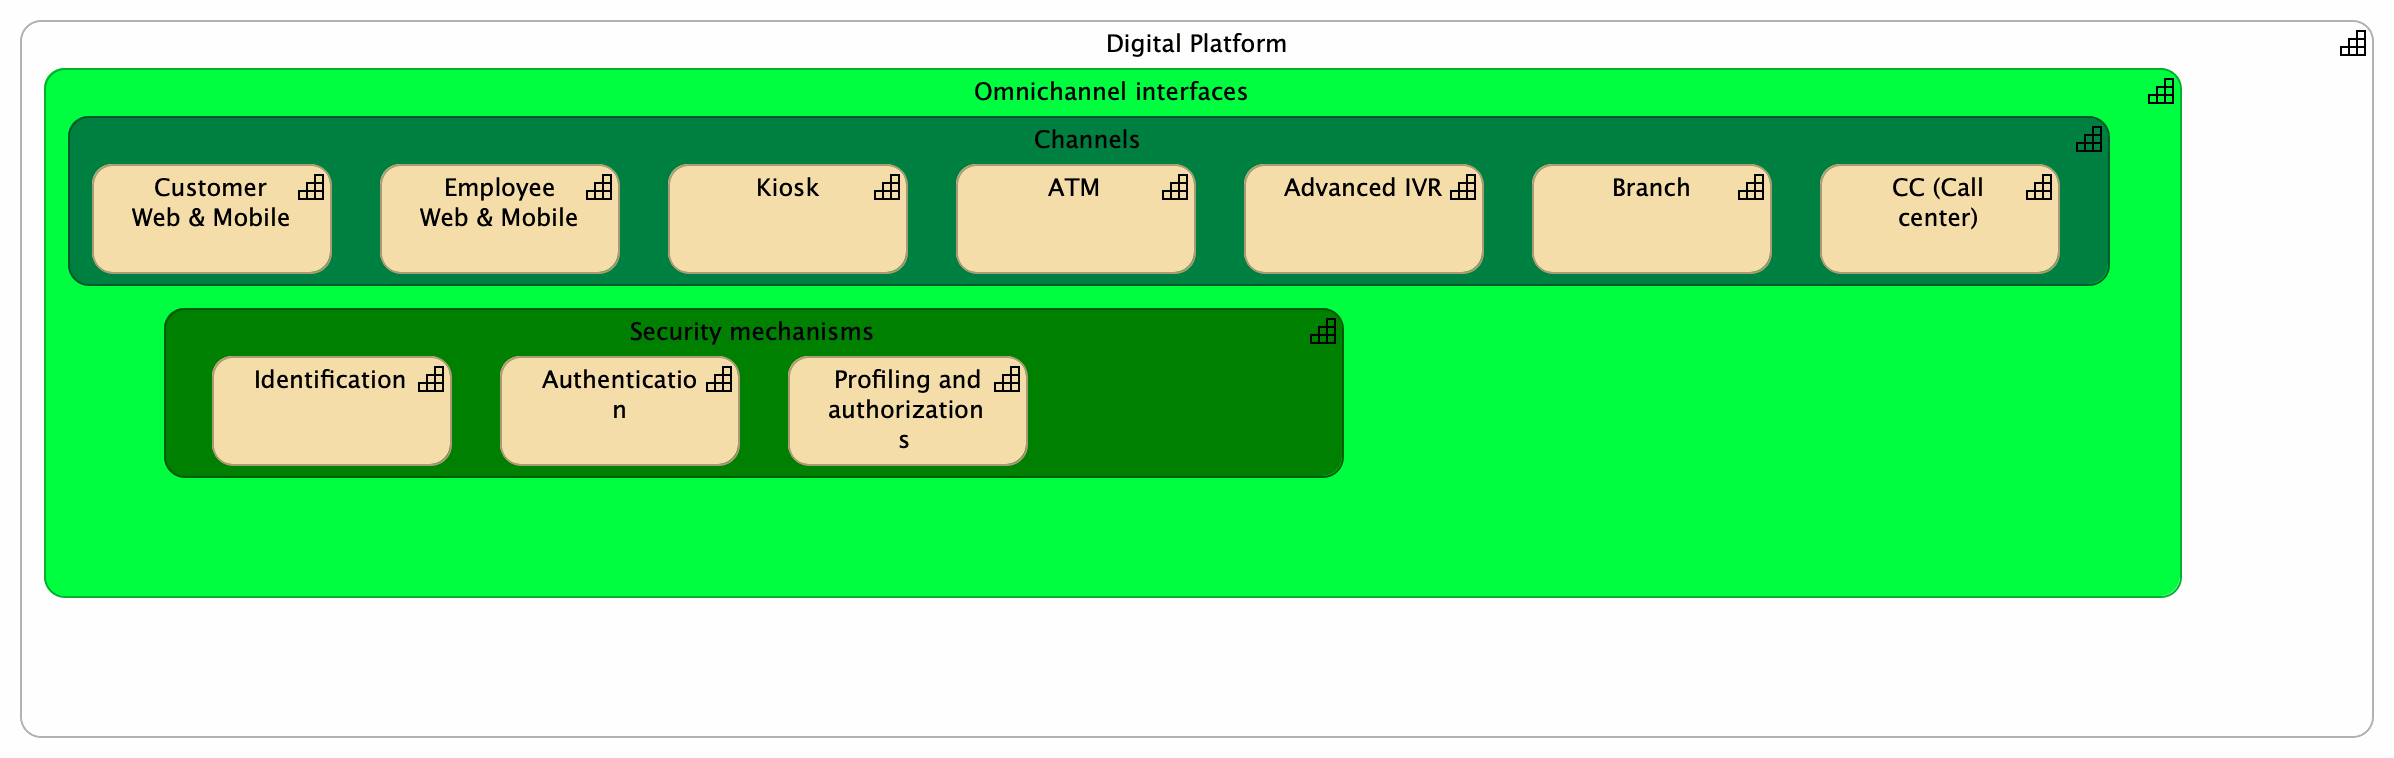 Digital Platform
Omnichannel interfaces
Channels
Customer
Web & Mobile
Employee
Web & Mobile
Kiosk
ATM
Advanced IVR
Branch
CC (Call
center)
Security mechanisms
Identification
Authenticatio
n
Profiling and
authorization
s